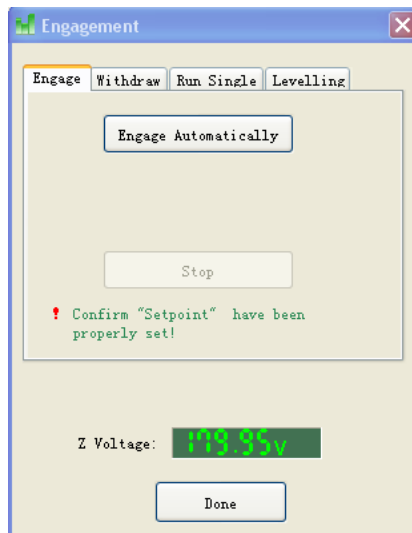 Engagement
Engage Withdraw Run Single Levelling
Engage Automatically
Stop
! Confirm "Setpoint" have been
properly set!
Z Voltage: 179.95v
Done